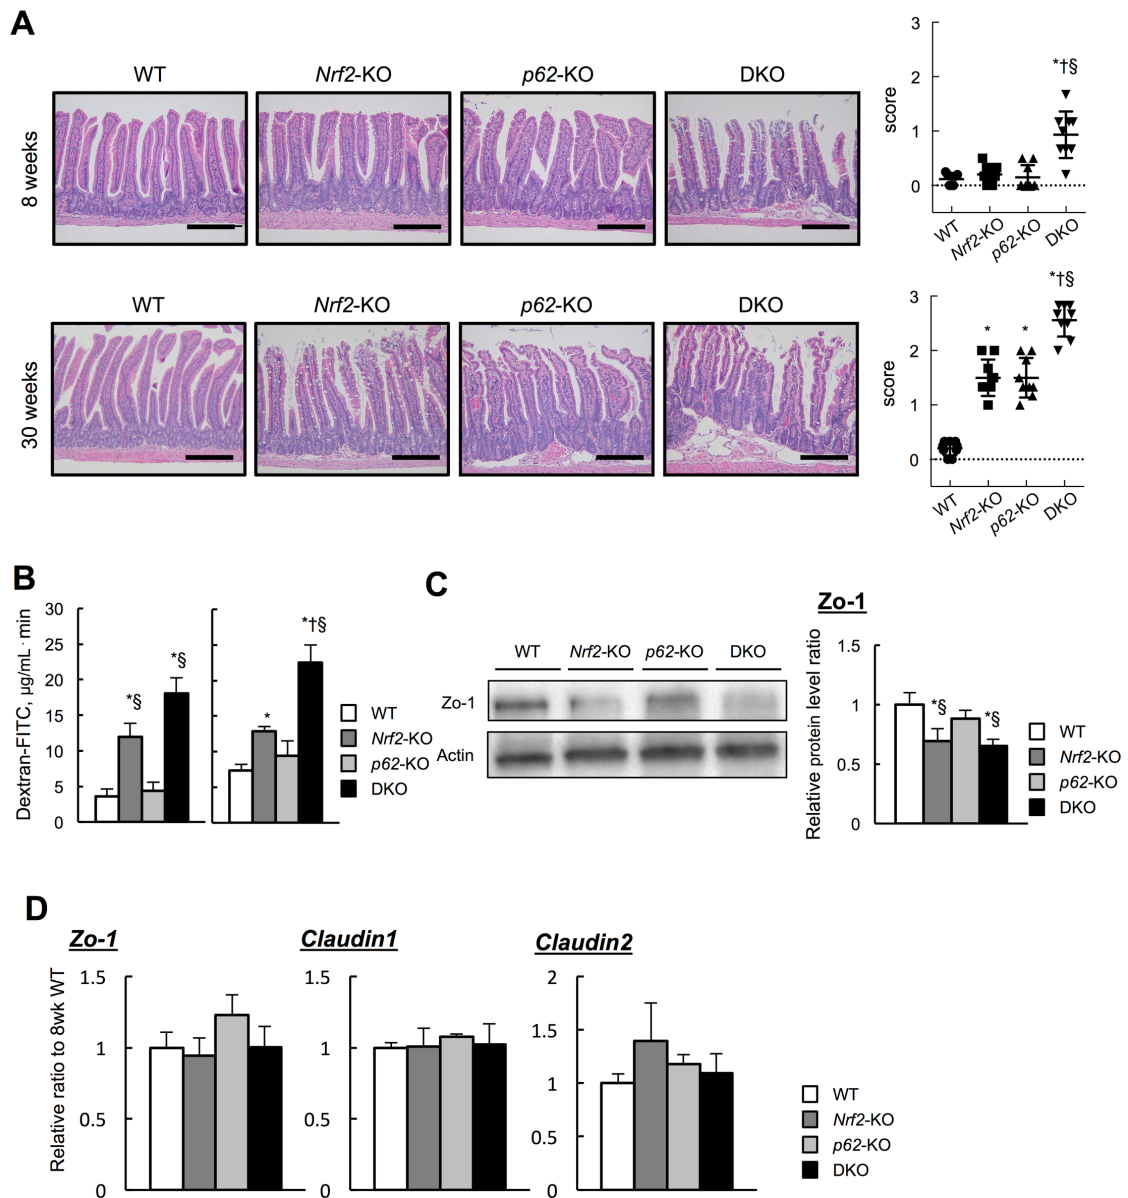 A
WT
Nrf2-KO
p62-KO
DKO
8 weeks
score
3
2
1
0
*†§
WT
Nrf2-KO
p62-KO
DKO
WT
Nrf2-KO
p62-KO
DKO
30 weeks
score
3
2
1
0
*
*
*†§
WT
Nrf2-KO
p62-KO
DKO
B
Dextran-FITC, µg/mL·min
30
25
20
15
10
5
0
*§
*§
*
*†§
WT
Nrf2-KO
p62-KO
DKO
C
WT
Nrf2-KO
p62-KO
DKO
Zo-1
Actin
Zo-1
Relative protein level ratio
1.5
1
0.5
0
*§
*§
WT
Nrf2-KO
p62-KO
DKO
D
Zo-1
Relative ratio to 8wk WT
1.5
1
0.5
0
Claudin1
1.5
1
0.5
0
Claudin2
2
1.5
1
0.5
0
WT
Nrf2-KO
p62-KO
DKO